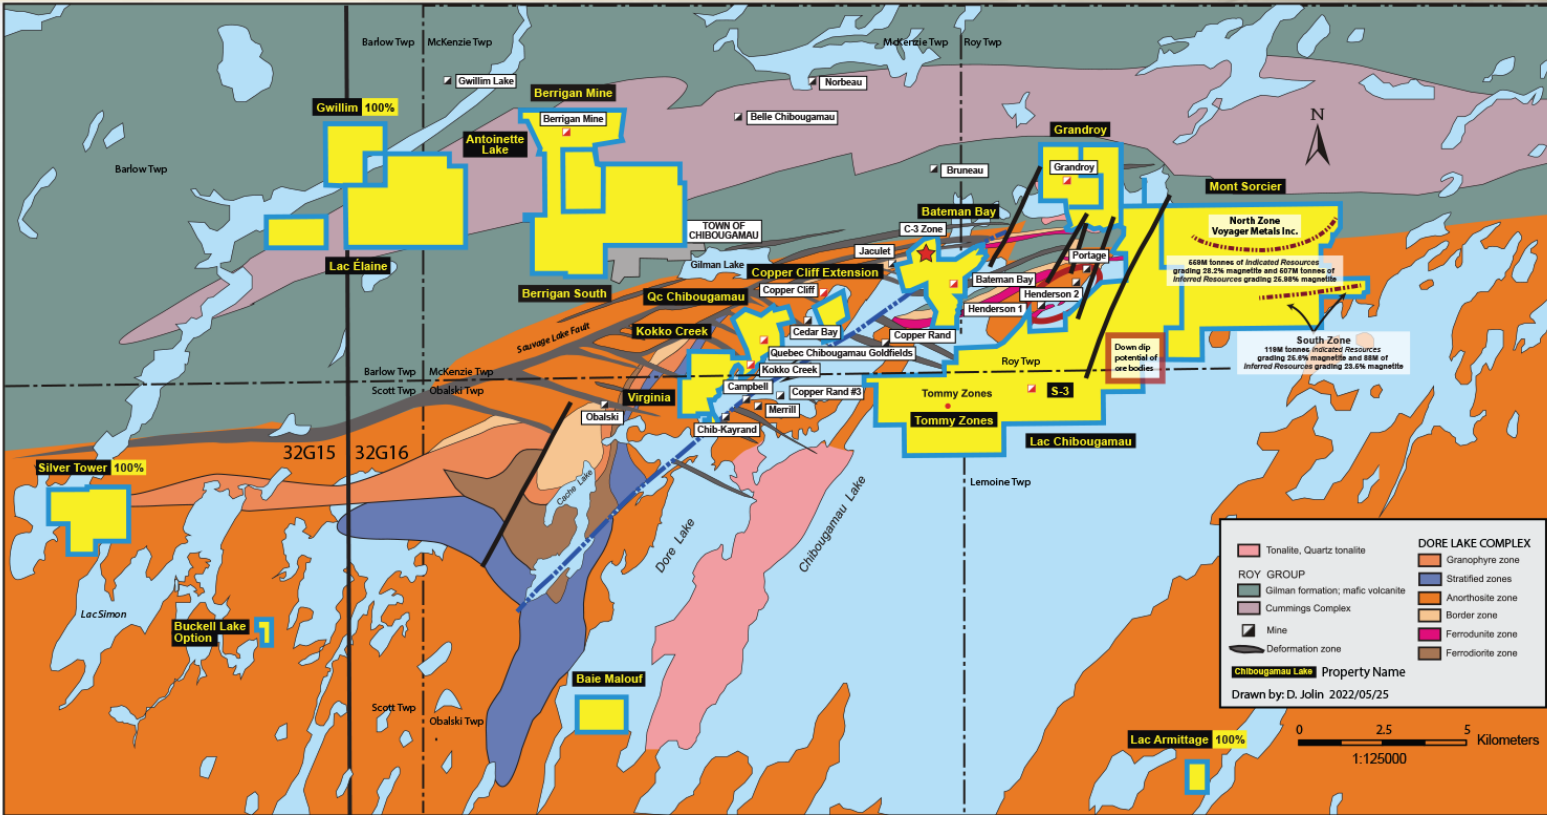 Barlow Twp
McKenzie Twp
McKenzie Twp
Roy Twp
Gwillim Lake
Norbeau
Berrigan Mine
Gwillim 100%
Berrigan Mine
Belle Chibougamau
N
Antoinette
Lake
Grandroy
Barlow Twp
Bruneau
Grandroy
Mont Sorcier
Bateman Bay
North Zone
Voyager Metals Inc.
TOWN OF
CHIBOUGAMAU
C-3 Zone
Jaculet
Portage
Lac Élaine
Gilman Lake
Copper Cliff Extension
Bateman Bay
559M tonnes of Indicated Resources
grading 28.2% magnetite and 607M tonnes of
Inferred Resources grading 26.98% magnetite
Berrigan South
Qc Chibougamau
Copper Cliff
Henderson 2
Henderson 1
Kokko Creek
Cedar Bay
Copper Rand
Sauvage Lake Fault
South Zone
119M tonnes Indicated Resources
grading 26.6% magnetite and 88M of
Inferred Resources grading 23.5% magnetite
Down dip
potential of
ore bodies
Quebec Chibougamau Goldfields
Roy Twp
Barlow Twp
McKenzie Twp
Kokko Creek
Scott Twp
Obalski Twp
Virginia
Campbell
Copper Rand #3
Tommy Zones
S-3
Obalski
Merrill
Chib-Kayrand
Tommy Zones
Lac Chibougamau
32G15
32G16
Silver Tower 100%
Cache Lake
Lemoine Twp
Dore Lake
Chibougamau Lake
Lac Simon
Buckell Lake
Option
Baie Malouf
Scott Twp
Obalski Twp
Lac Armittage 100%
Tonalite, Quartz tonalite
ROY GROUP
Gilman formation; mafic volcanite
Cummings Complex
Mine
Deformation zone
DORE LAKE COMPLEX
Granophyre zone
Stratified zones
Anorthosite zone
Border zone
Ferrodunite zone
Ferrodiorite zone
Chibougamau Lake Property Name
Drawn by: D. Jolin 2022/05/25
0 2.5 5 Kilometers
1:125000